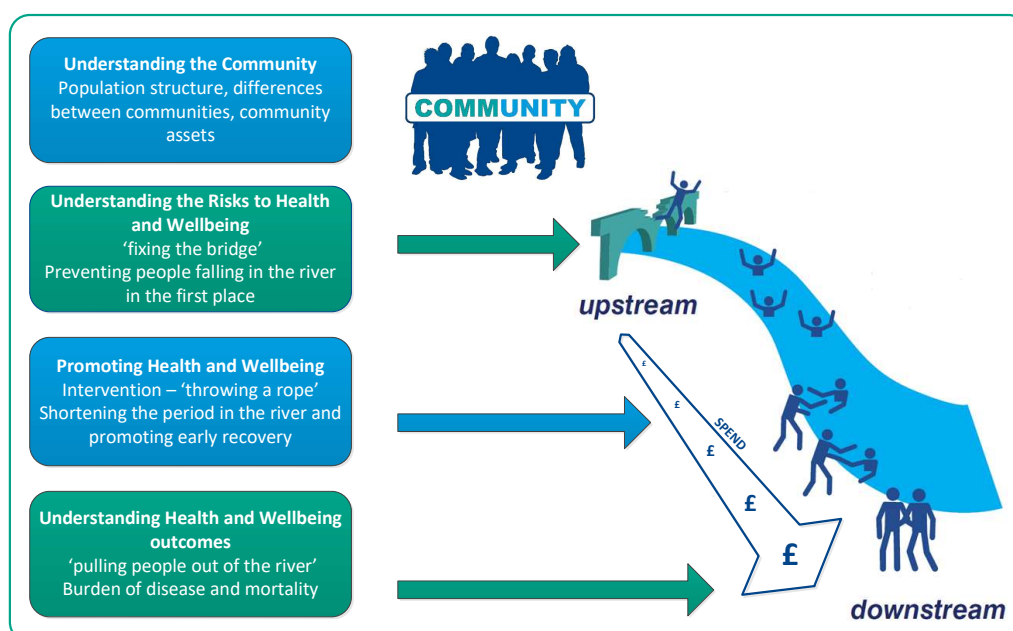 Understanding the Community
Population structure, differences
between communities, community
assets
COMMUNITY
Understanding the Risks to Health
and Wellbeing
‘fixing the bridge’
Preventing people falling in the river
in the first place
upstream
Promoting Health and Wellbeing
Intervention – ‘throwing a rope’
Shortening the period in the river and
promoting early recovery
£
£
SPEND
£
£
£
Understanding Health and Wellbeing
outcomes
‘pulling people out of the river’
Burden of disease and mortality
downstream